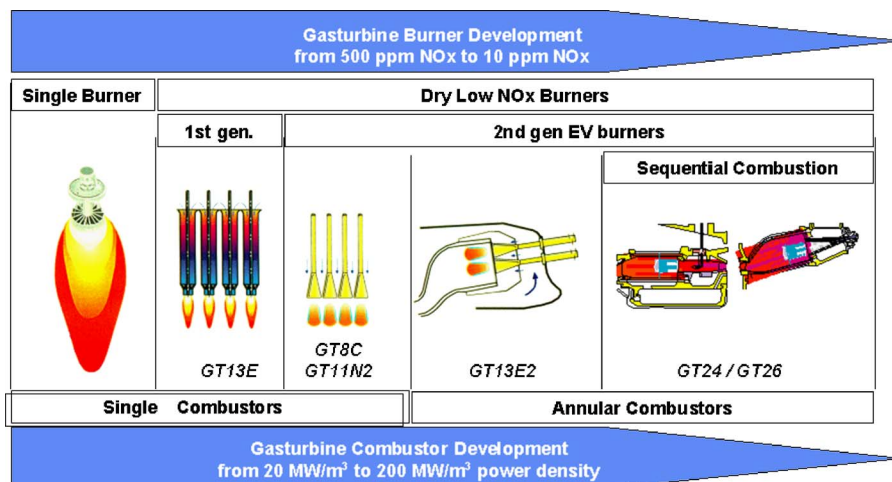 Gasturbine Burner Development
from 500 ppm NOx to 10 ppm NOx
Single Burner
Dry Low NOx Burners
1st gen.
2nd gen EV burners
Sequential Combustion
GT13E
GT8C
GT11N2
GT13E2
GT24 / GT26
Single Combustors
Annular Combustors
Gasturbine Combustor Development
from 20 MW/m³ to 200 MW/m³ power density